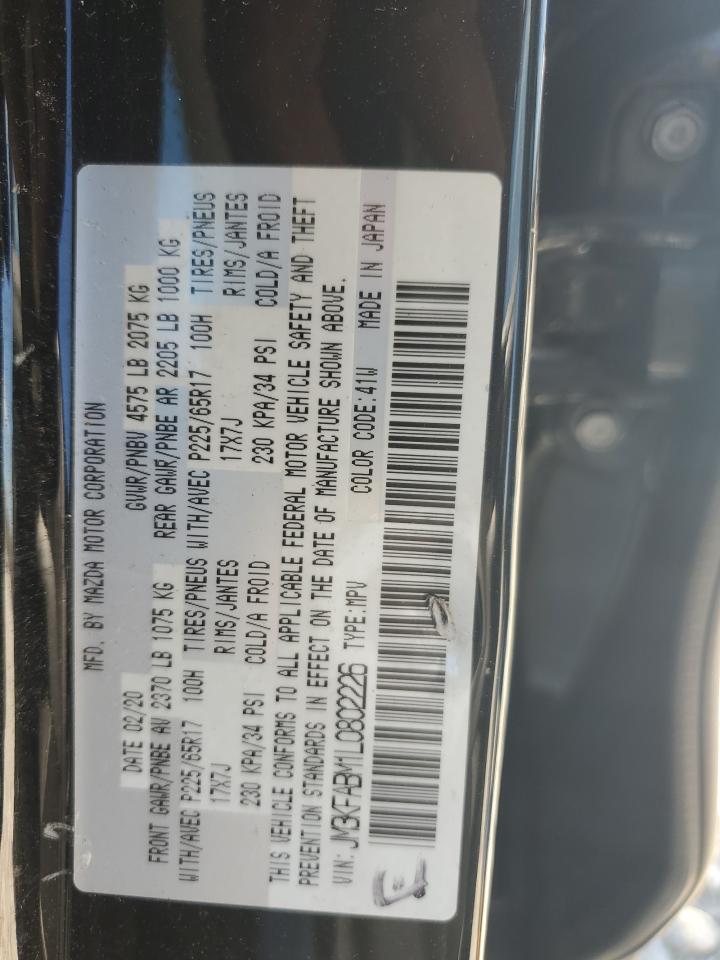 MFD. BY MAZDA MOTOR CORPORATION
DATE 02/20 GVWR/PNBV 4575 LB 2075 KG
FRONT GAWR/PNBE AV 2370 LB 1075 KG REAR GAWR/PNBE AR 2205 LB 1000 KG
WITH/AVEC P225/65R17 100H TIRES/PNEUS WITH/AVEC P225/65R17 100H TIRES/PNEUS
17X7J RIMS/JANTES 17X7J RIMS/JANTES
230 KPA/34 PSI COLD/A FROID 230 KPA/34 PSI COLD/A FROID
THIS VEHICLE CONFORMS TO ALL APPLICABLE FEDERAL MOTOR VEHICLE SAFETY AND THEFT
PREVENTION STANDARDS IN EFFECT ON THE DATE OF MANUFACTURE SHOWN ABOVE.
VIN: JM3KFABM1L0802226 TYPE:MPV COLOR CODE:41W MADE IN JAPAN